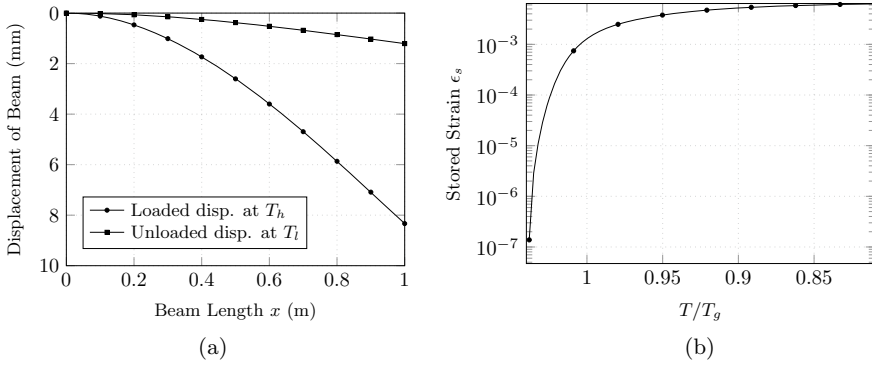 0
2
4
6
8
10
Displacement of Beam (mm)
Loaded disp. at T_h
Unloaded disp. at T_l
0 0.2 0.4 0.6 0.8 1
Beam Length x (m)
(a)
10^−3
10^−4
10^−5
10^−6
10^−7
Stored Strain ϵ_s
1 0.95 0.9 0.85
T/T_g
(b)